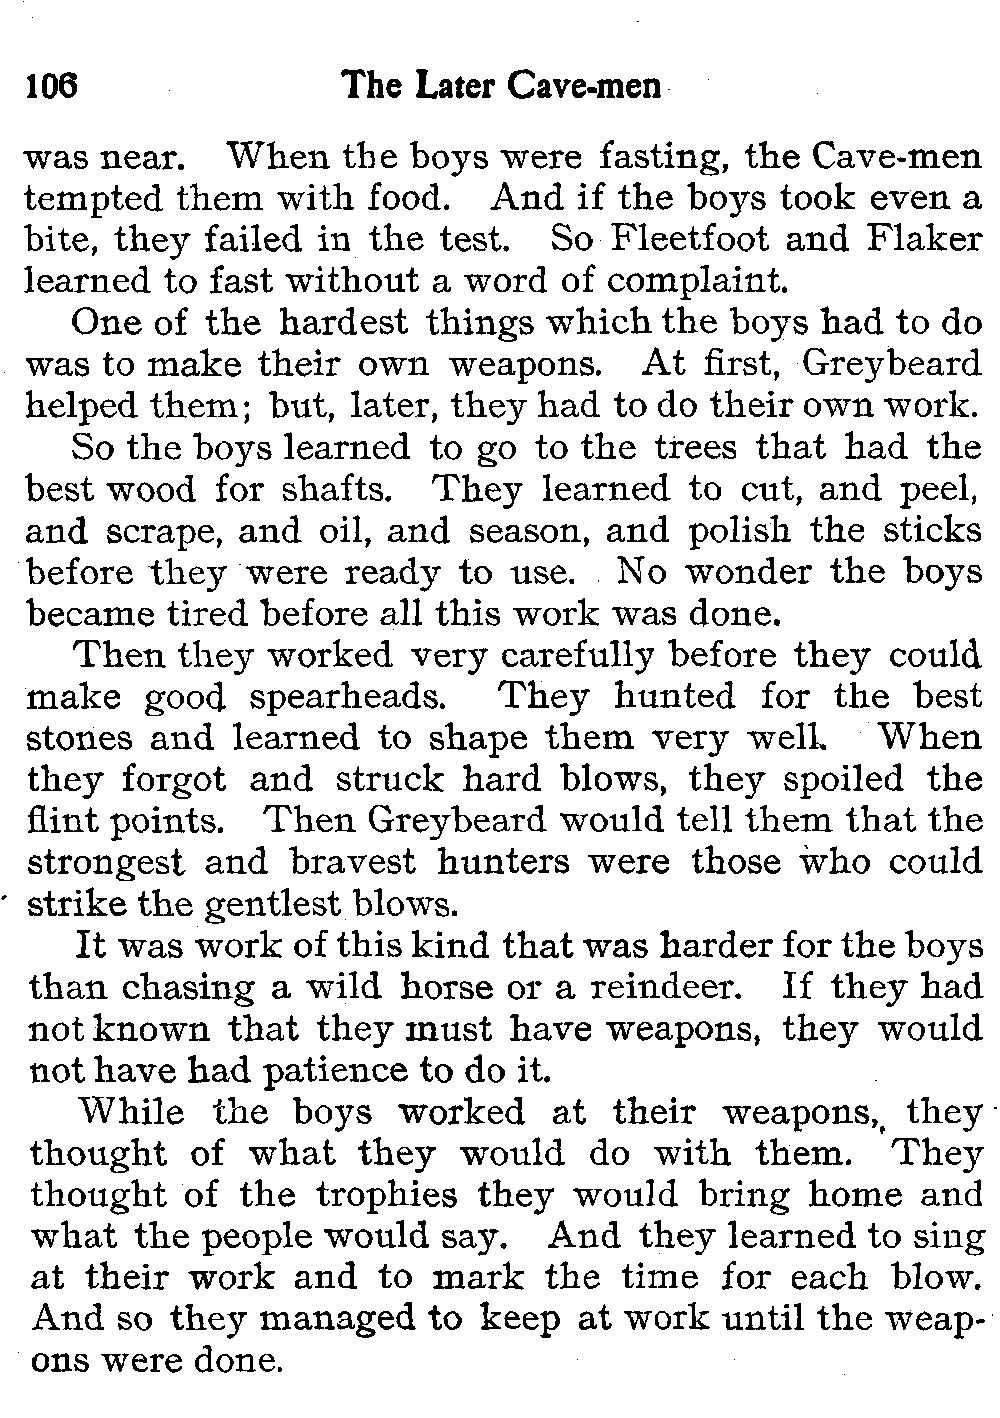 106 The Later Cave-men
was near. When the boys were fasting, the Cave-men
tempted them with food. And if the boys took even a
bite, they failed in the test. So Fleetfoot and Flaker
learned to fast without a word of complaint.
One of the hardest things which the boys had to do
was to make their own weapons. At first, Greybeard
helped them; but, later, they had to do their own work.
So the boys learned to go to the trees that had the
best wood for shafts. They learned to cut, and peel,
and scrape, and oil, and season, and polish the sticks
before they were ready to use. No wonder the boys
became tired before all this work was done.
Then they worked very carefully before they could
make good spearheads. They hunted for the best
stones and learned to shape them very well. When
they forgot and struck hard blows, they spoiled the
flint points. Then Greybeard would tell them that the
strongest and bravest hunters were those who could
strike the gentlest blows.
It was work of this kind that was harder for the boys
than chasing a wild horse or a reindeer. If they had
not known that they must have weapons, they would
not have had patience to do it.
While the boys worked at their weapons, they
thought of what they would do with them. They
thought of the trophies they would bring home and
what the people would say. And they learned to sing
at their work and to mark the time for each blow.
And so they managed to keep at work until the weap-
ons were done.